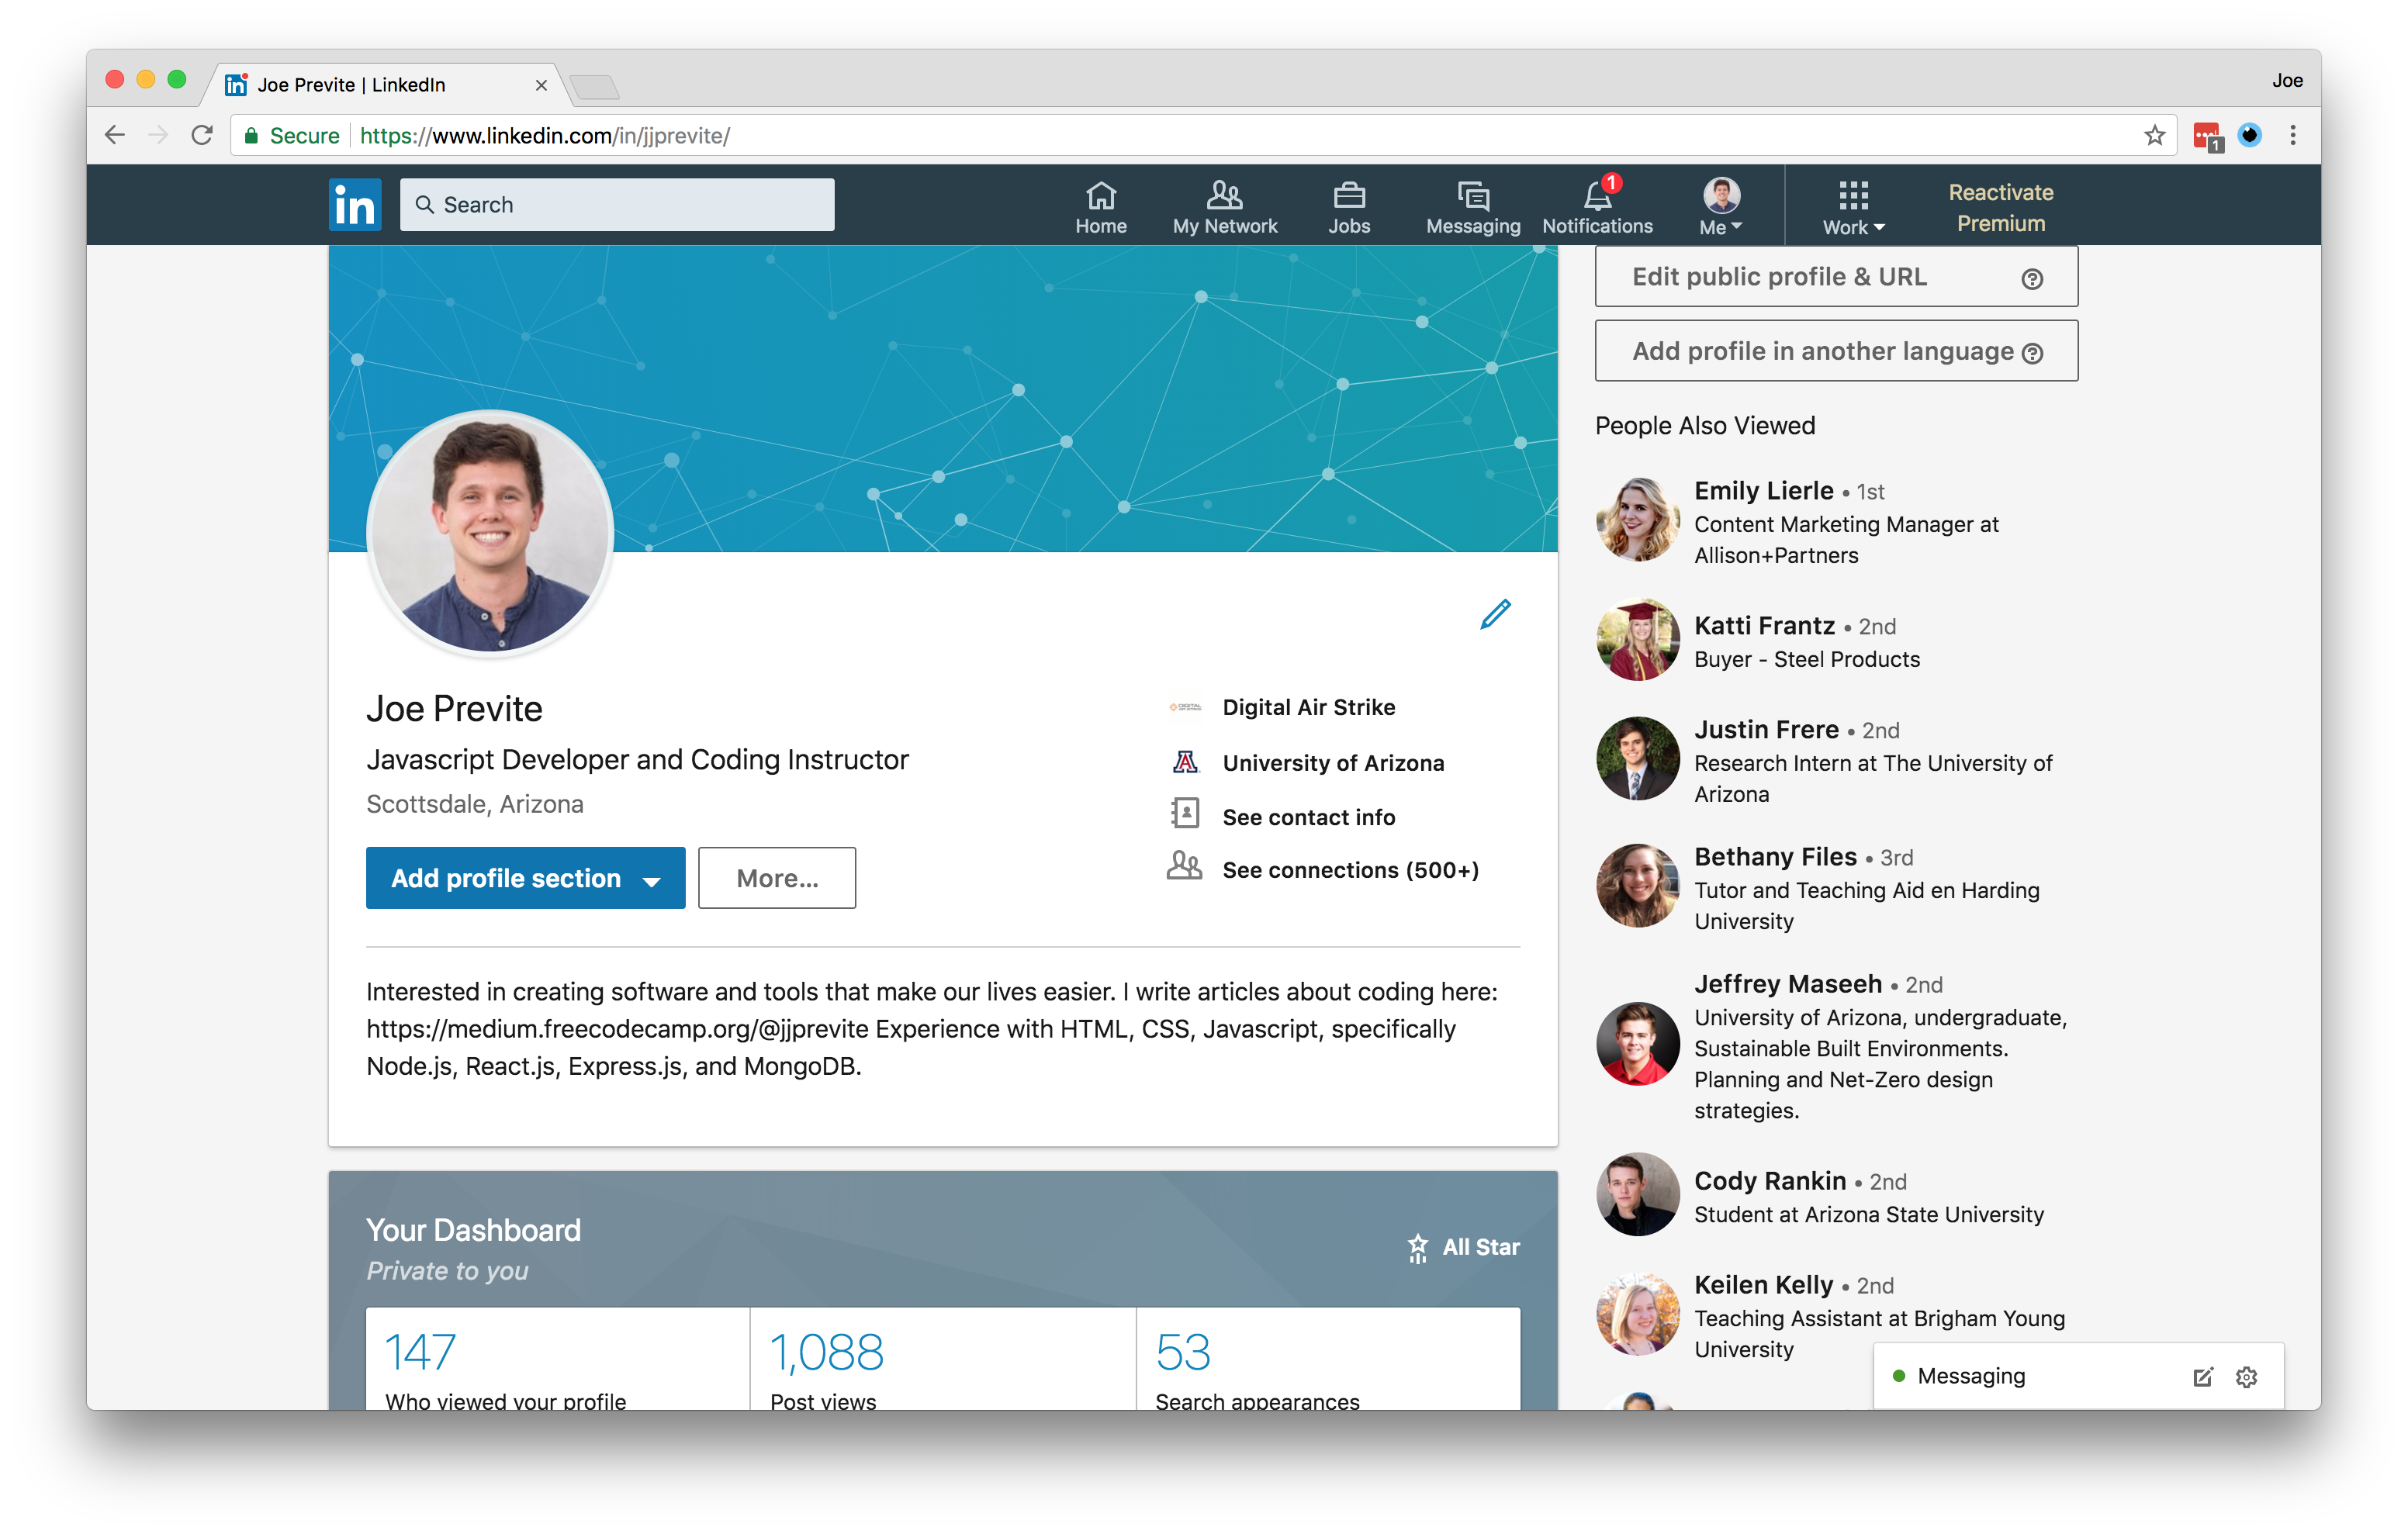 Joe Previte | LinkedIn
Joe
Secure https://www.linkedin.com/in/jjprevite/
1
in
Search
Home
My Network
Jobs
Messaging
1
Notifications
Me
Work
Reactivate
Premium
Joe Previte
Javascript Developer and Coding Instructor
Scottsdale, Arizona
Add profile section
More...
Digital Air Strike
University of Arizona
See contact info
See connections (500+)
Interested in creating software and tools that make our lives easier. I write articles about coding here:
https://medium.freecodecamp.org/@jjprevite Experience with HTML, CSS, Javascript, specifically
Node.js, React.js, Express.js, and MongoDB.
Your Dashboard
Private to you
All Star
147
Who viewed your profile
1,088
Post views
53
Search appearances
Edit public profile & URL
Add profile in another language
People Also Viewed
Emily Lierle • 1st
Content Marketing Manager at
Allison+Partners
Katti Frantz • 2nd
Buyer - Steel Products
Justin Frere • 2nd
Research Intern at The University of
Arizona
Bethany Files • 3rd
Tutor and Teaching Aid en Harding
University
Jeffrey Maseeh • 2nd
University of Arizona, undergraduate,
Sustainable Built Environments.
Planning and Net-Zero design
strategies.
Cody Rankin • 2nd
Student at Arizona State University
Keilen Kelly • 2nd
Teaching Assistant at Brigham Young
University
Messaging